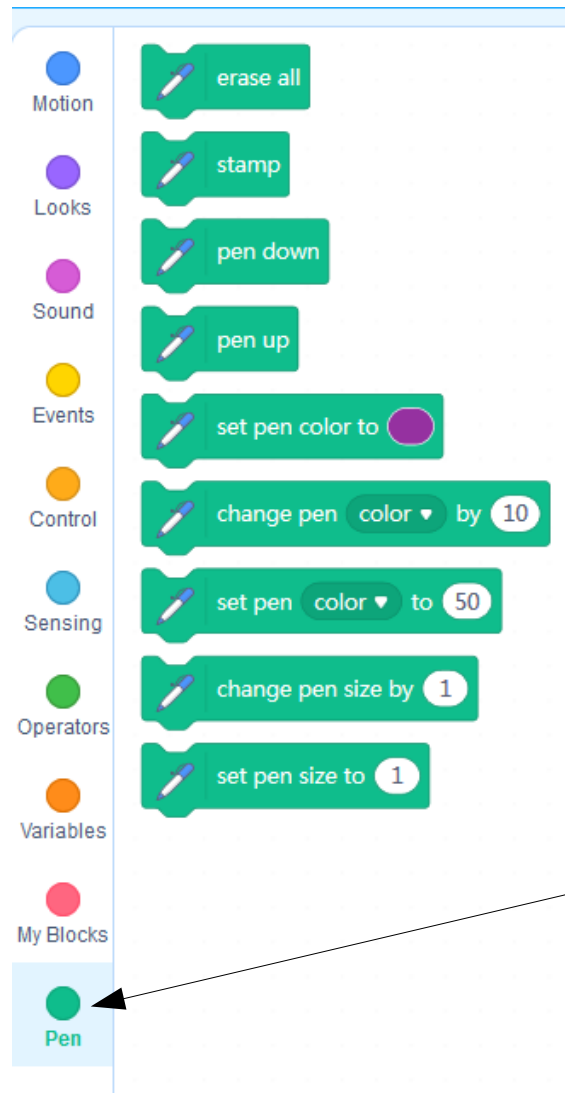 Motion
Looks
Sound
Events
Control
Sensing
Operators
Variables
My Blocks
Pen
erase all
stamp
pen down
pen up
set pen color to
change pen color by 10
set pen color to 50
change pen size by 1
set pen size to 1